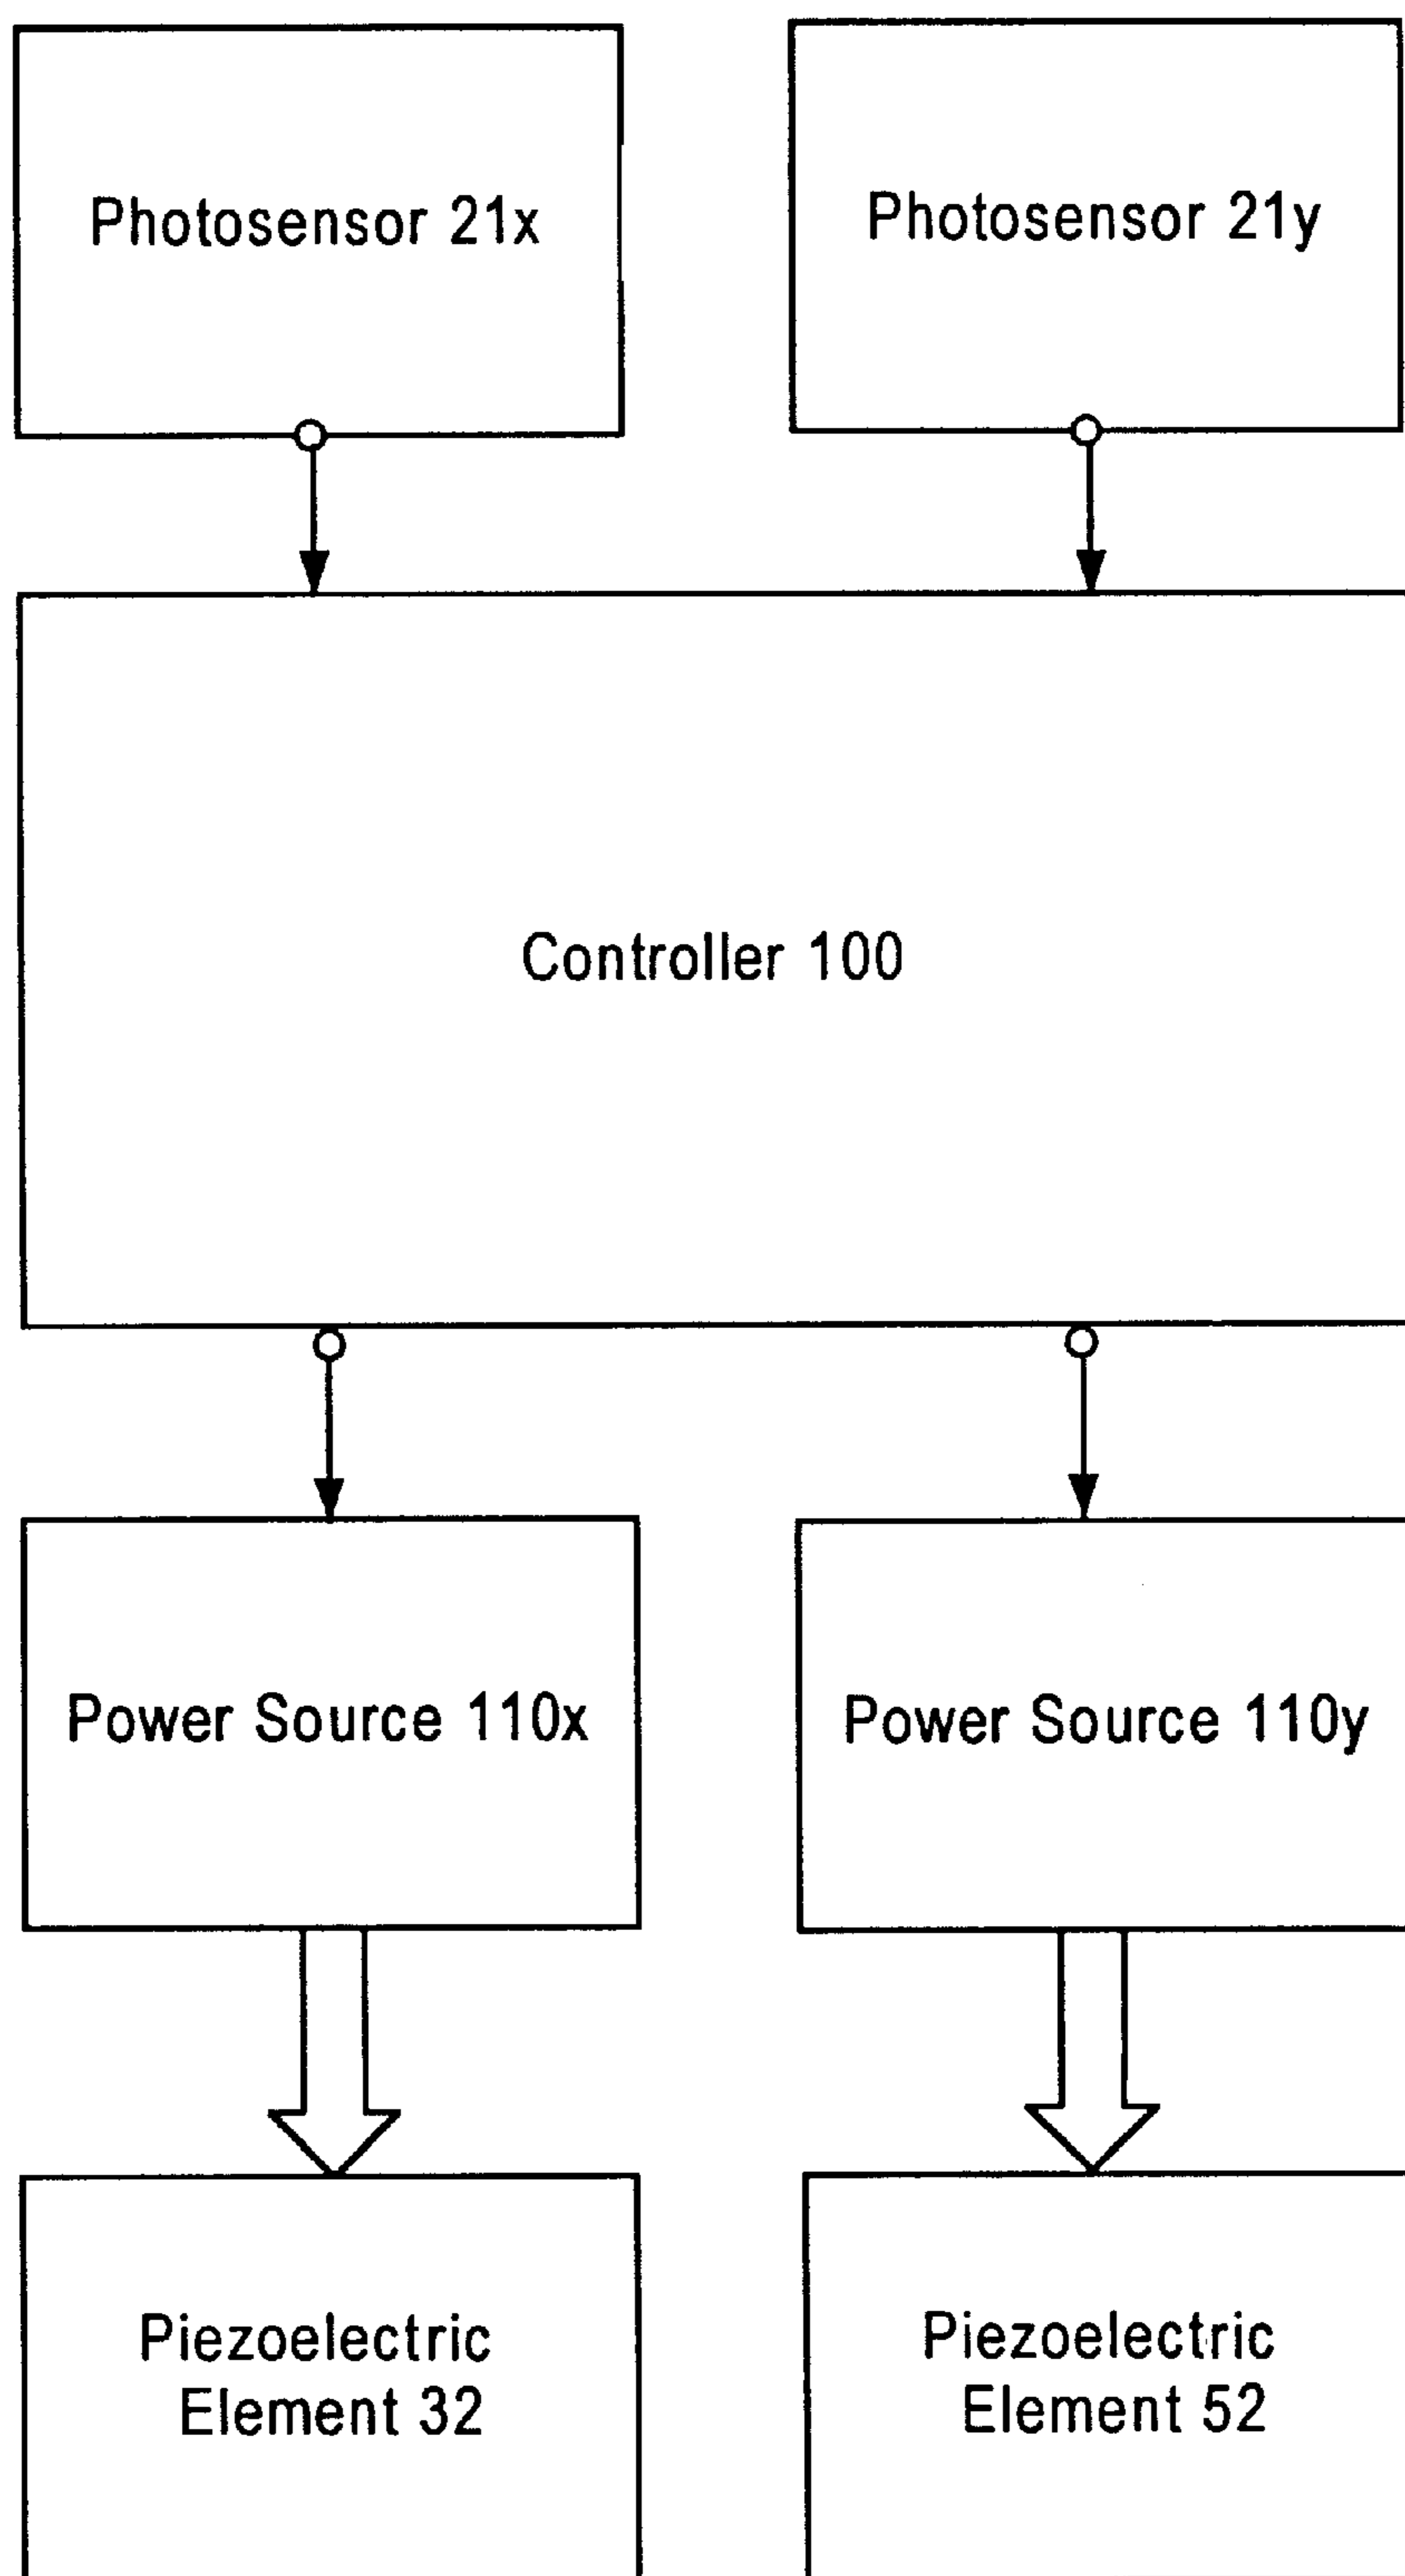 Photosensor 21x
Photosensor 21y
Controller 100
Power Source 110x
Power Source 110y
Piezoelectric
Element 32
Piezoelectric
Element 52